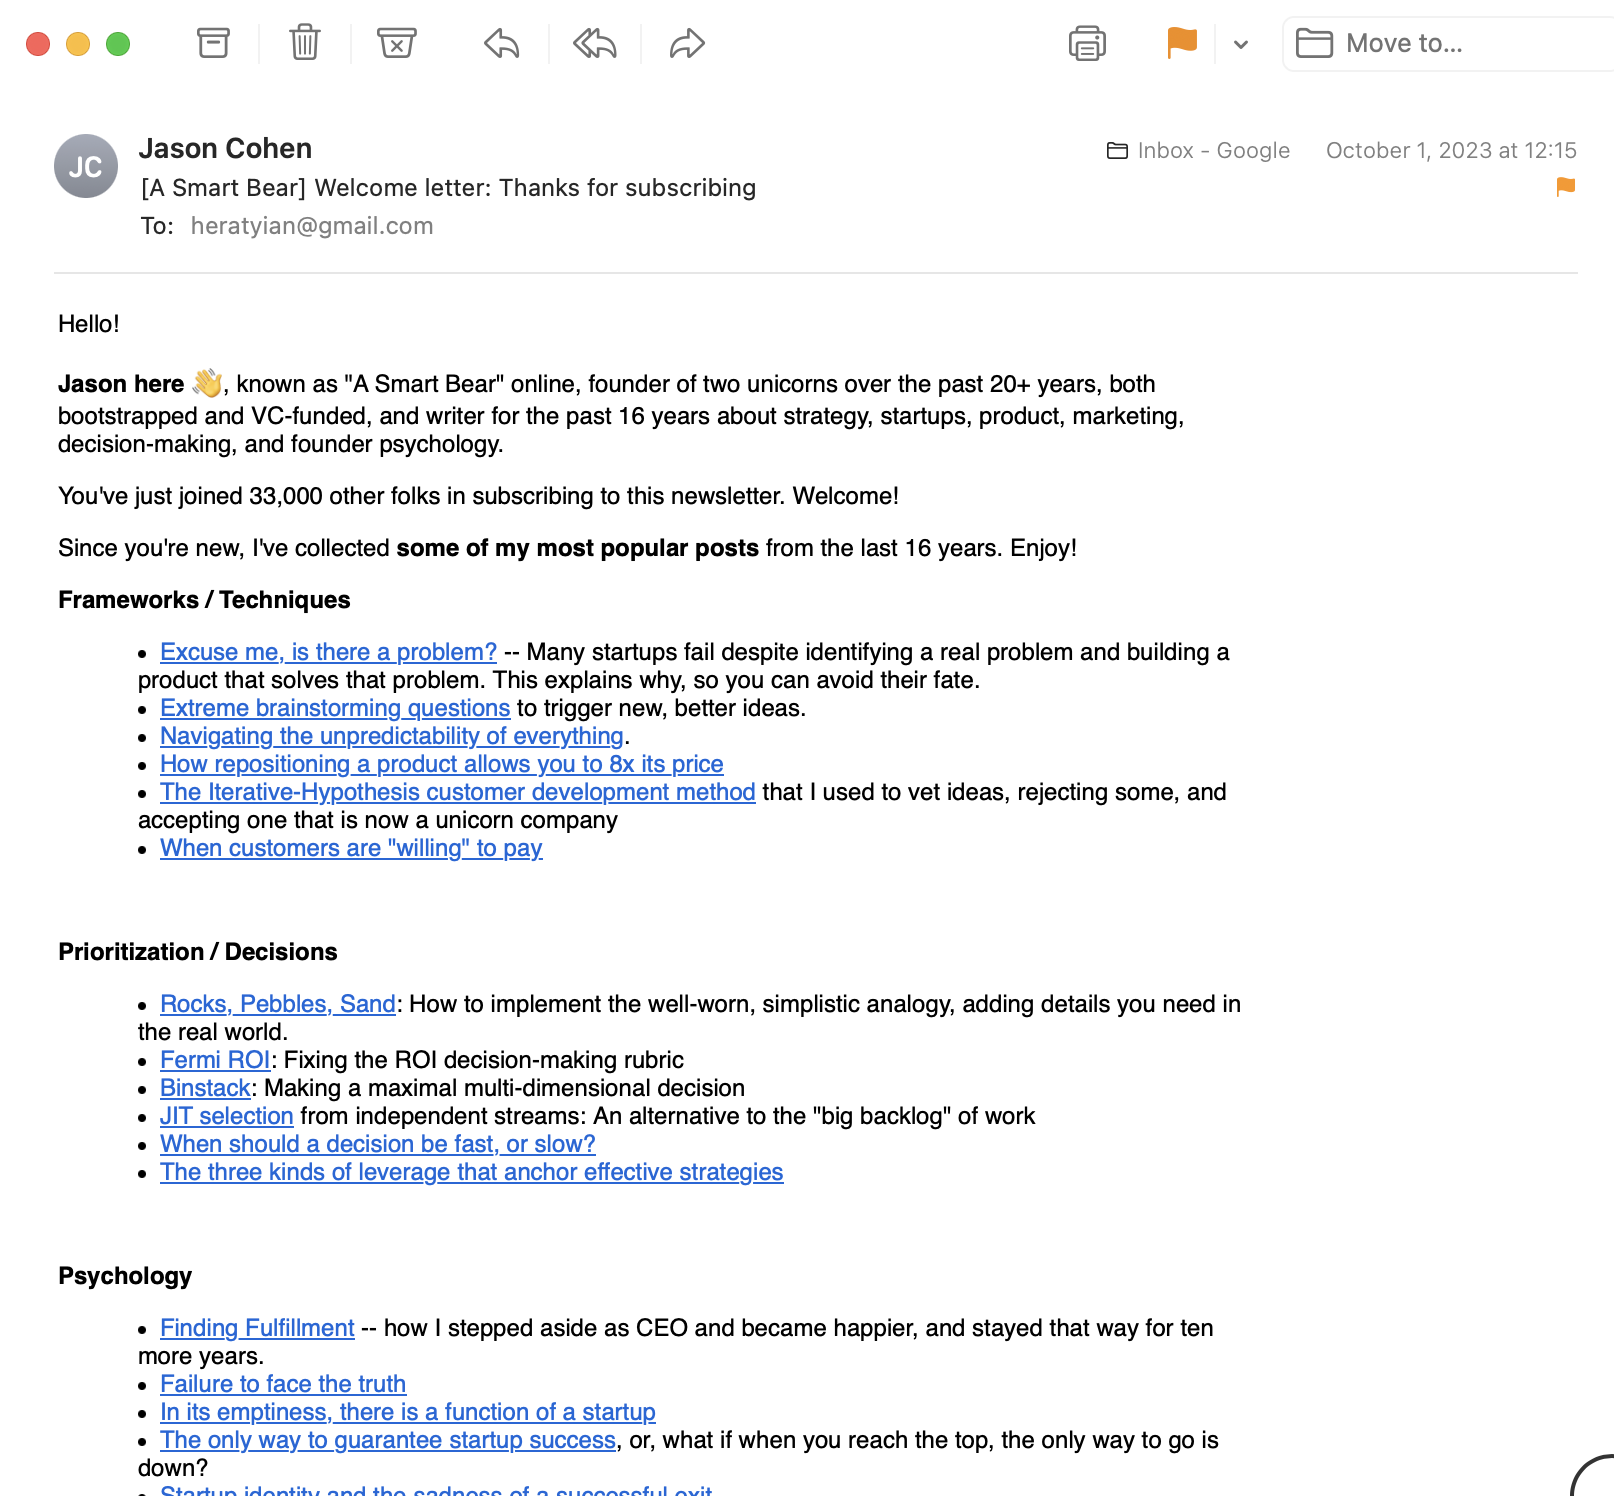 Move to...
JC
Jason Cohen
Inbox - Google October 1, 2023 at 12:15
[A Smart Bear] Welcome letter: Thanks for subscribing
To: heratyian@gmail.com
Hello!
Jason here 👋, known as "A Smart Bear" online, founder of two unicorns over the past 20+ years, both
bootstrapped and VC-funded, and writer for the past 16 years about strategy, startups, product, marketing,
decision-making, and founder psychology.
You've just joined 33,000 other folks in subscribing to this newsletter. Welcome!
Since you're new, I've collected some of my most popular posts from the last 16 years. Enjoy!
Frameworks / Techniques
• Excuse me, is there a problem? -- Many startups fail despite identifying a real problem and building a
product that solves that problem. This explains why, so you can avoid their fate.
• Extreme brainstorming questions to trigger new, better ideas.
• Navigating the unpredictability of everything.
• How repositioning a product allows you to 8x its price
• The Iterative-Hypothesis customer development method that I used to vet ideas, rejecting some, and
accepting one that is now a unicorn company
• When customers are "willing" to pay
Prioritization / Decisions
• Rocks, Pebbles, Sand: How to implement the well-worn, simplistic analogy, adding details you need in
the real world.
• Fermi ROI: Fixing the ROI decision-making rubric
• Binstack: Making a maximal multi-dimensional decision
• JIT selection from independent streams: An alternative to the "big backlog" of work
• When should a decision be fast, or slow?
• The three kinds of leverage that anchor effective strategies
Psychology
• Finding Fulfillment -- how I stepped aside as CEO and became happier, and stayed that way for ten
more years.
• Failure to face the truth
• In its emptiness, there is a function of a startup
• The only way to guarantee startup success, or, what if when you reach the top, the only way to go is
down?
• Startup identity and the sadness of a successful exit